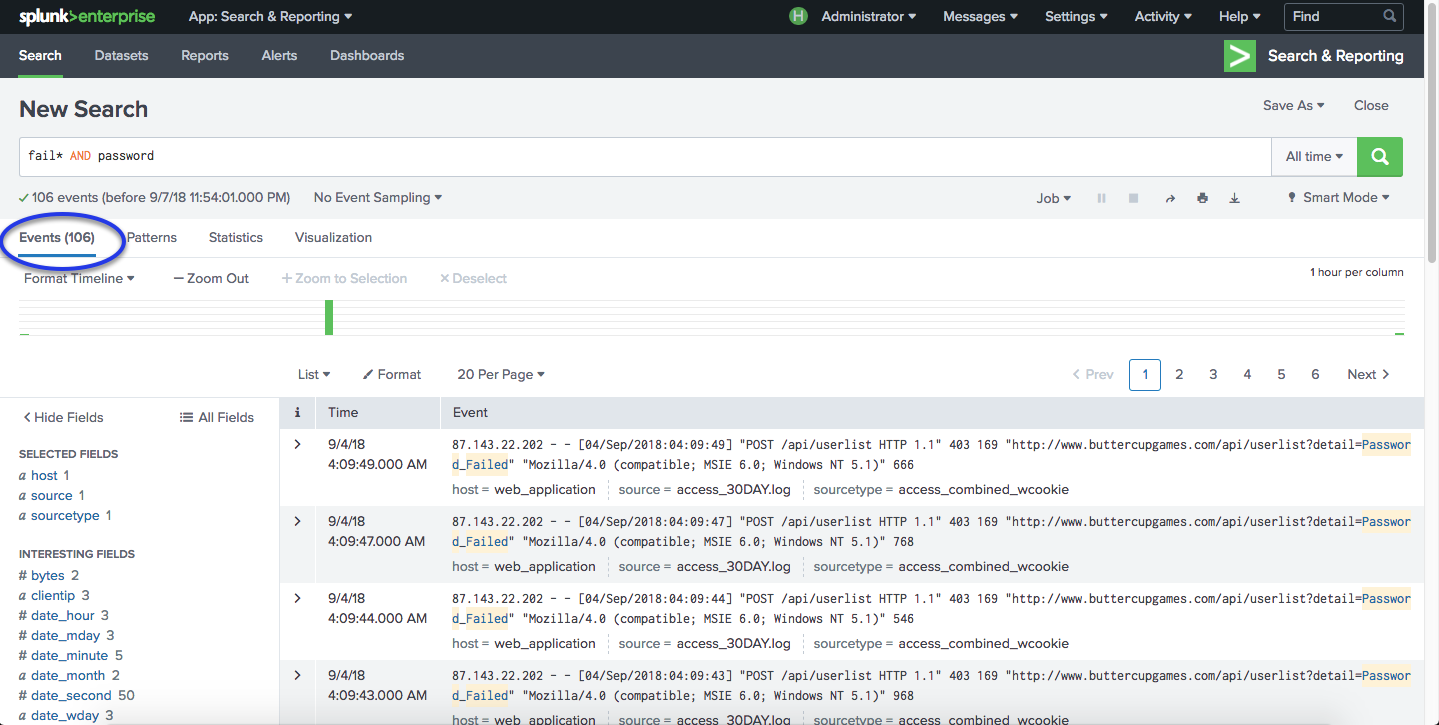 splunk>enterprise App: Search & Reporting H Administrator Messages Settings Activity Help Find
Search Datasets Reports Alerts Dashboards Search & Reporting
New Search Save As Close
fail* AND password All time
106 events (before 9/7/18 11:54:01.000 PM) No Event Sampling Job Smart Mode
Events (106) Patterns Statistics Visualization
Format Timeline — Zoom Out + Zoom to Selection × Deselect 1 hour per column
List Format 20 Per Page < Prev 1 2 3 4 5 6 Next >
< Hide Fields All Fields i Time Event
SELECTED FIELDS
a host 1
a source 1
a sourcetype 1
INTERESTING FIELDS
# bytes 2
a clientip 3
# date_hour 3
# date_mday 3
# date_minute 5
a date_month 2
# date_second 50
a date_wday 3
> 9/4/18 87.143.22.202 - - [04/Sep/2018:04:09:49] "POST /api/userlist HTTP 1.1" 403 169 "http://www.buttercupgames.com/api/userlist?detail=Passwor
4:09:49.000 AM d_Failed" "Mozilla/4.0 (compatible; MSIE 6.0; Windows NT 5.1)" 666
host = web_application source = access_30DAY.log sourcetype = access_combined_wcookie
> 9/4/18 87.143.22.202 - - [04/Sep/2018:04:09:47] "POST /api/userlist HTTP 1.1" 403 169 "http://www.buttercupgames.com/api/userlist?detail=Passwor
4:09:47.000 AM d_Failed" "Mozilla/4.0 (compatible; MSIE 6.0; Windows NT 5.1)" 768
host = web_application source = access_30DAY.log sourcetype = access_combined_wcookie
> 9/4/18 87.143.22.202 - - [04/Sep/2018:04:09:44] "POST /api/userlist HTTP 1.1" 403 169 "http://www.buttercupgames.com/api/userlist?detail=Passwor
4:09:44.000 AM d_Failed" "Mozilla/4.0 (compatible; MSIE 6.0; Windows NT 5.1)" 546
host = web_application source = access_30DAY.log sourcetype = access_combined_wcookie
> 9/4/18 87.143.22.202 - - [04/Sep/2018:04:09:43] "POST /api/userlist HTTP 1.1" 403 169 "http://www.buttercupgames.com/api/userlist?detail=Passwor
4:09:43.000 AM d_Failed" "Mozilla/4.0 (compatible; MSIE 6.0; Windows NT 5.1)" 968
host = web_application source = access_30DAY.log sourcetype = access_combined_wcookie